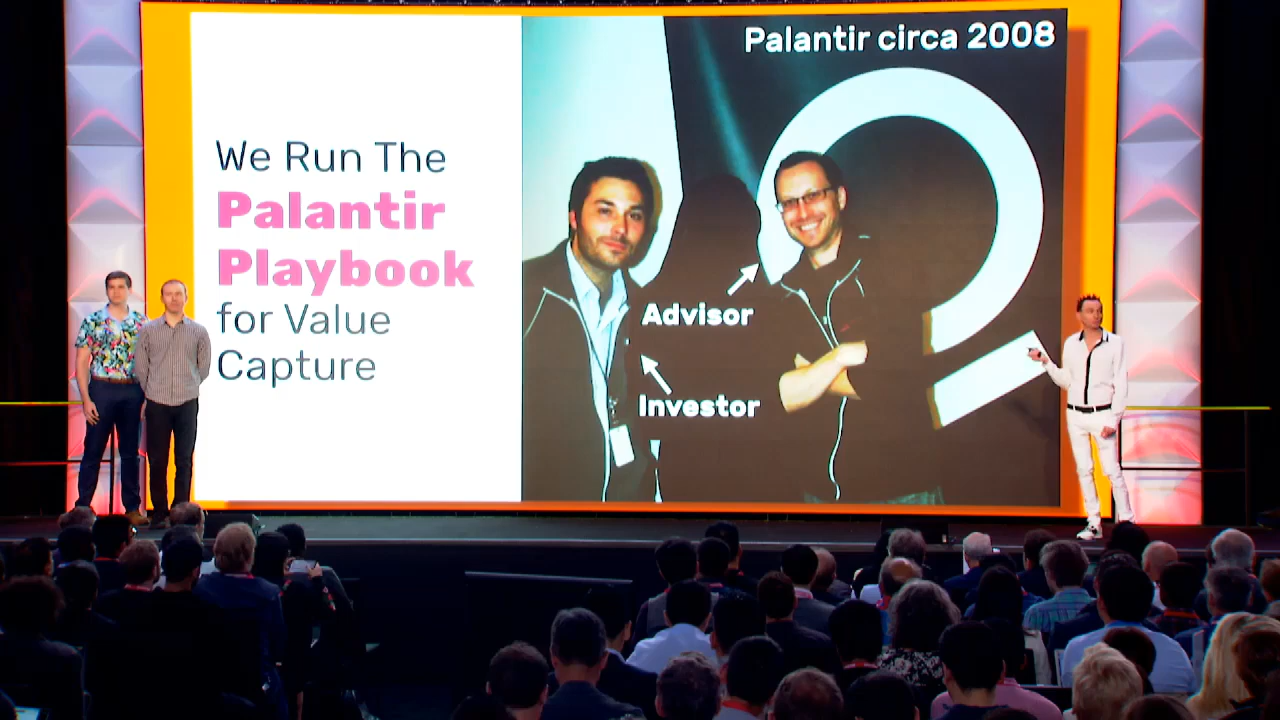 We Run The
Palantir
Playbook
for Value
Capture
Palantir circa 2008
Advisor
Investor